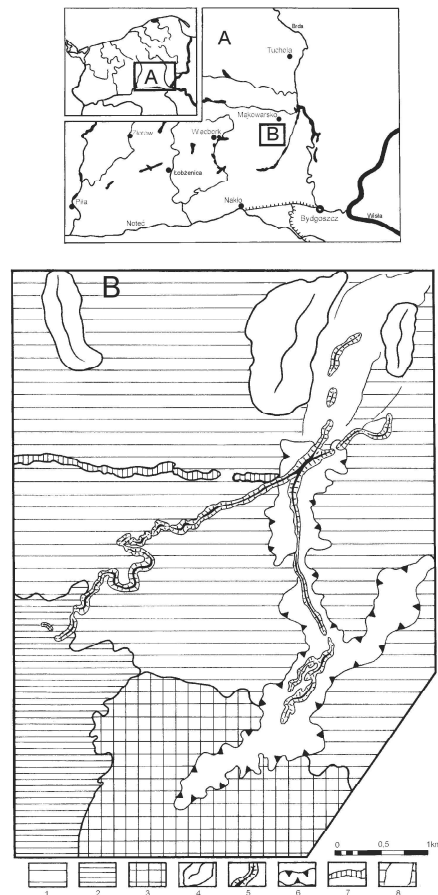 A
A
Brda
Tuchola
Mąkowarsko
B
Złotów
Więcbork
Łobżenica
Piła
Noteć
Nakło
Bydgoszcz
Wisła
B
0 0,5 1km
1 2 3 4 5 6 7 8